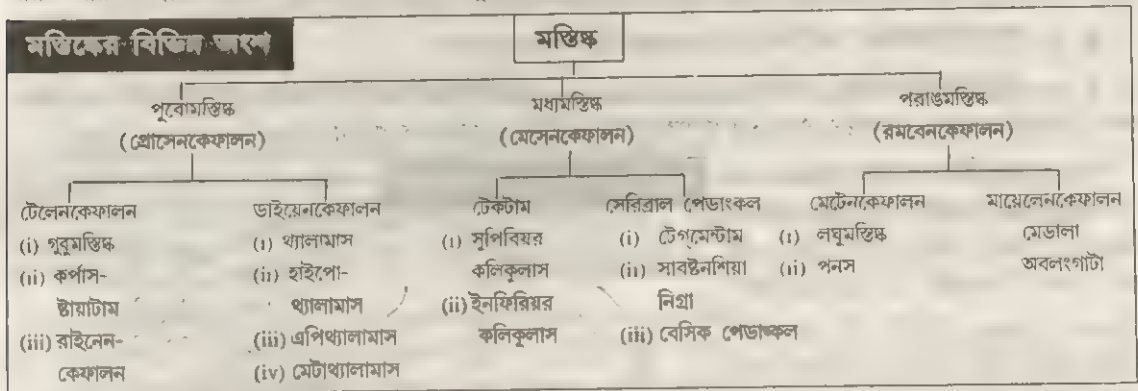 মস্তিষ্কের বিভিন্ন অংশ
মস্তিষ্ক
পুরোমস্তিষ্ক
(প্রোসেনকেফালন)
মধ্যমস্তিষ্ক
(মেসেনকেফালন)
পরাঙমস্তিষ্ক
(রমবেনকেফালন)
টেলেনকেফালন
(i) গুরুমস্তিষ্ক
(ii) কর্পাস-
ষ্টায়াটাম
(iii) রাইনেন-
কেফালন
ডাইয়েনকেফালন
(i) থ্যালামাস
(ii) হাইপো-
থ্যালামাস
(iii) এপিথ্যালামাস
(iv) মেটাথ্যালামাস
টেকটাম
(i) সুপিরিয়র
কলিকুলাস
(ii) ইনফিরিয়র
কলিকুলাস
সেরিব্রাল পেডাংকল
(i) টেগমেন্টাম
(ii) সাবষ্টনশিয়া
নিগ্রা
(iii) বেসিক পেডাঙ্কল
মেটেনকেফালন
(i) লঘুমস্তিষ্ক
(ii) পনস
মায়েলেনকেফালন
মেডালা
অবলংগাটা